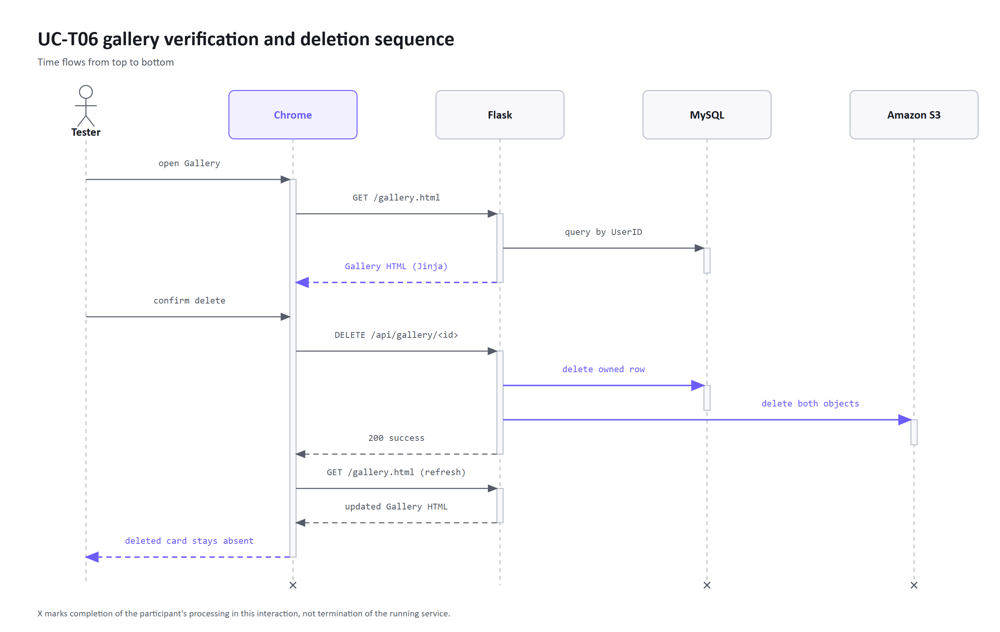 UC-T06 gallery verification and deletion sequence
Time flows from top to bottom
Tester
Chrome
Flask
MySQL
Amazon S3
open Gallery
GET /gallery.html
query by UserID
Gallery HTML (Jinja)
confirm delete
DELETE /api/gallery/<id>
delete owned row
delete both objects
200 success
GET /gallery.html (refresh)
updated Gallery HTML
deleted card stays absent
X marks completion of the participant's processing in this interaction, not termination of the running service.